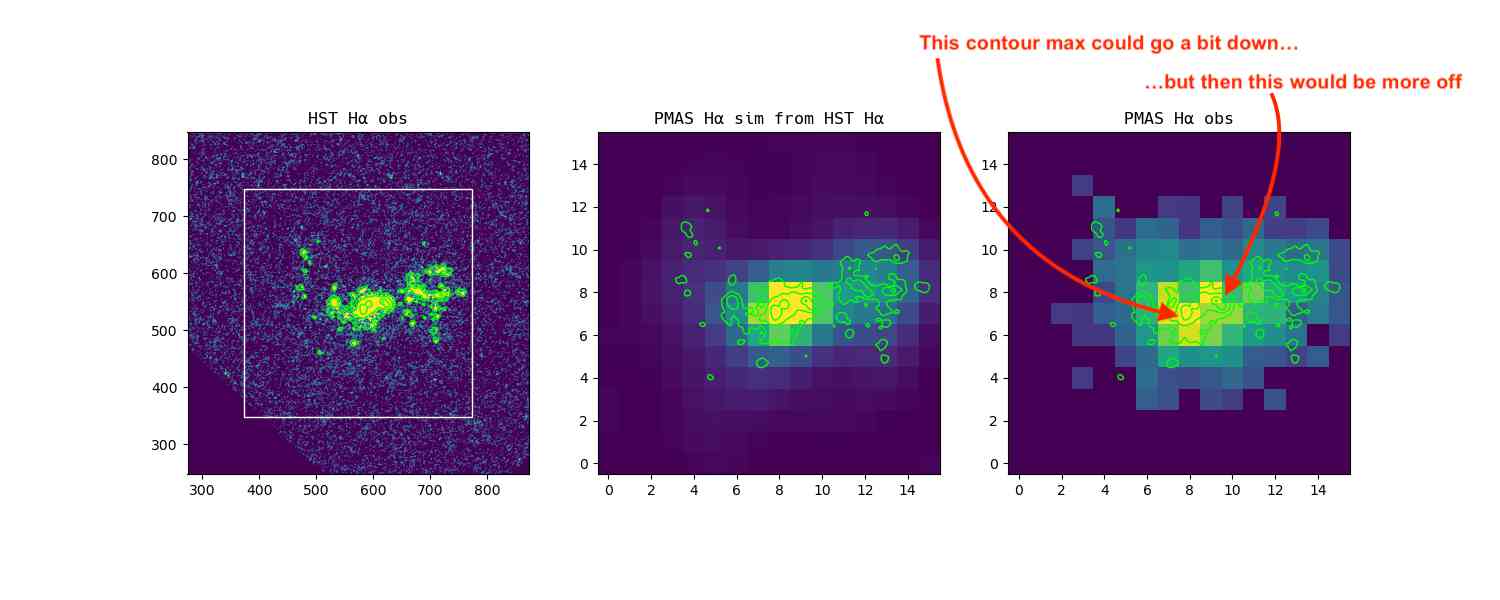 This contour max could go a bit down…
…but then this would be more off
HST Hα obs
PMAS Hα sim from HST Hα
PMAS Hα obs
800
700
600
500
400
300
300 400 500 600 700 800
14
12
10
8
6
4
2
0
0 2 4 6 8 10 12 14
14
12
10
8
6
4
2
0
0 2 4 6 8 10 12 14